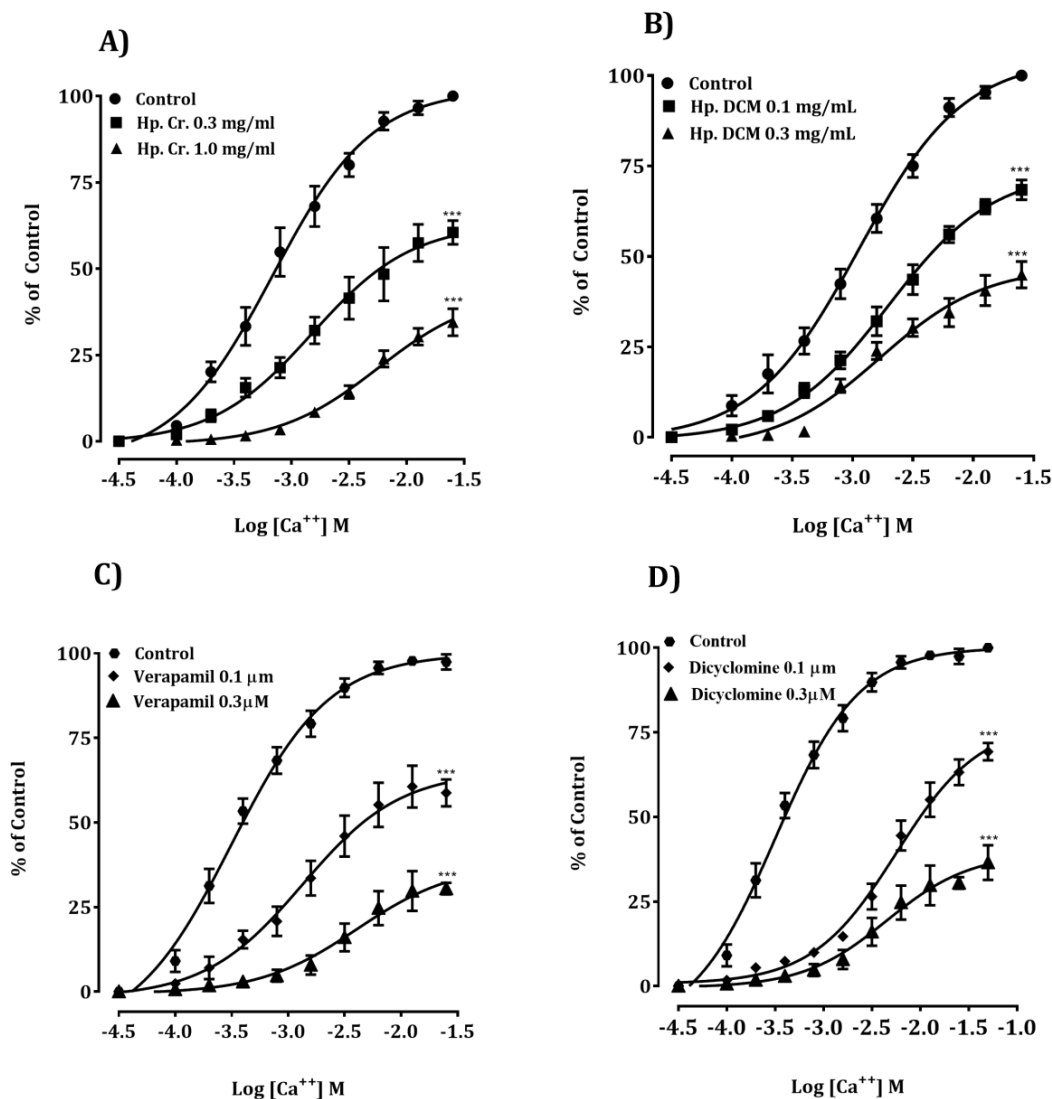 A)
Control
Hp. Cr. 0.3 mg/ml
Hp. Cr. 1.0 mg/ml
% of Control
100
75
50
25
0
***
***
-4.5 -4.0 -3.5 -3.0 -2.5 -2.0 -1.5
Log [Ca++] M
B)
Control
Hp. DCM 0.1 mg/mL
Hp. DCM 0.3 mg/mL
% of Control
100
75
50
25
0
***
***
-4.5 -4.0 -3.5 -3.0 -2.5 -2.0 -1.5
Log [Ca++] M
C)
Control
Verapamil 0.1 μm
Verapamil 0.3μM
% of Control
100
75
50
25
0
***
***
-4.5 -4.0 -3.5 -3.0 -2.5 -2.0 -1.5
Log [Ca++] M
D)
Control
Dicyclomine 0.1 μm
Dicyclomine 0.3μM
% of Control
100
75
50
25
0
***
***
-4.5 -4.0 -3.5 -3.0 -2.5 -2.0 -1.5 -1.0
Log [Ca++] M